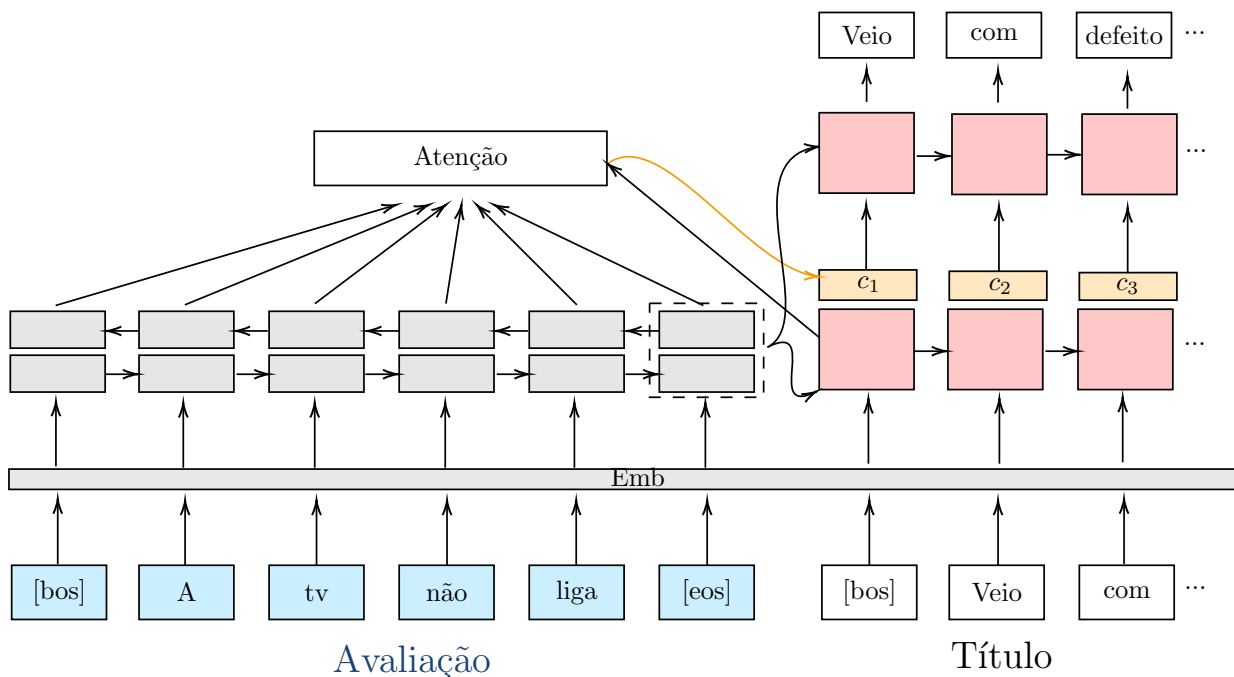 Veio com defeito ...
Atenção
...
c₁ c₂ c₃
...
Emb
[bos] A tv não liga [eos] [bos] Veio com ...
Avaliação Título